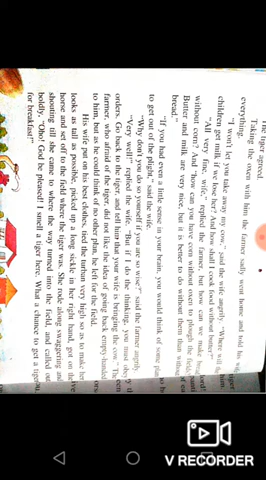 The tiger agreed
Taking the oxen with him the farmer sadly went home and told his wife
everything.
"I won't let you take away my cow," said the wife angrily. "Where will the
children get milk if we lose her? And how shall I cook food without butter?"
"All very fine, wife," replied the farmer, but how can we make bread
without corn? And "how can you have corn without oxen to plough the fields
Butter and milk are very nice, but it is better to do without them than without
bread."
"If you had even a little sense in your brain, you would think of some plan
to get out of the plight," said the wife.
"Why don't you do so yourself if you are so wise?" said the farmer angrily.
"Very well!" replied the wife. "But if I do the thinking, you must obey
orders. Go back to the tiger and tell him that your wife is bringing the cow. The
farmer, who afraid of the tiger, did not like the idea of going back empty-handed
to him, but as he could think of no other plan, he left for the field.
His wife put on his best clothes, tied the turban very high so as to make her
looks as tall as possible, picked up a long stick in her right hand, got on
horse and set off to the field where the tiger was. She rode along swaggering and
shouting till she came to where the way turned into the field, and called out
boldly, "Oho! God be pleased! I smell a tiger here. What a chance to get a tiger
for breakfast!"
tiger
him
V RECORDER